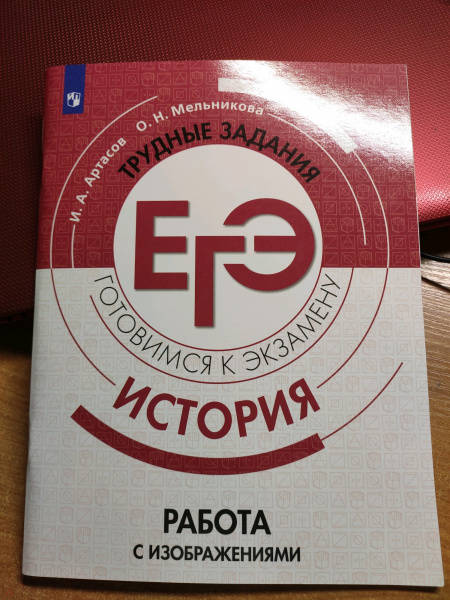 И. А. Артасов О. Н. Мельникова
ТРУДНЫЕ ЗАДАНИЯ
ЕГЭ
ГОТОВИМСЯ К ЭКЗАМЕНУ
ИСТОРИЯ
РАБОТА
С ИЗОБРАЖЕНИЯМИ